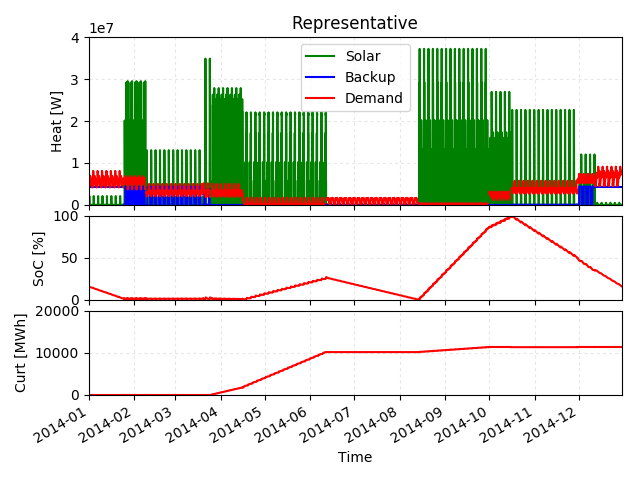 Representative
1e7
4
3
2
1
0
Heat [W]
Solar
Backup
Demand
100
50
0
SoC [%]
20000
10000
0
Curt [MWh]
2014-01
2014-02
2014-03
2014-04
2014-05
2014-06
2014-07
2014-08
2014-09
2014-10
2014-11
2014-12
Time